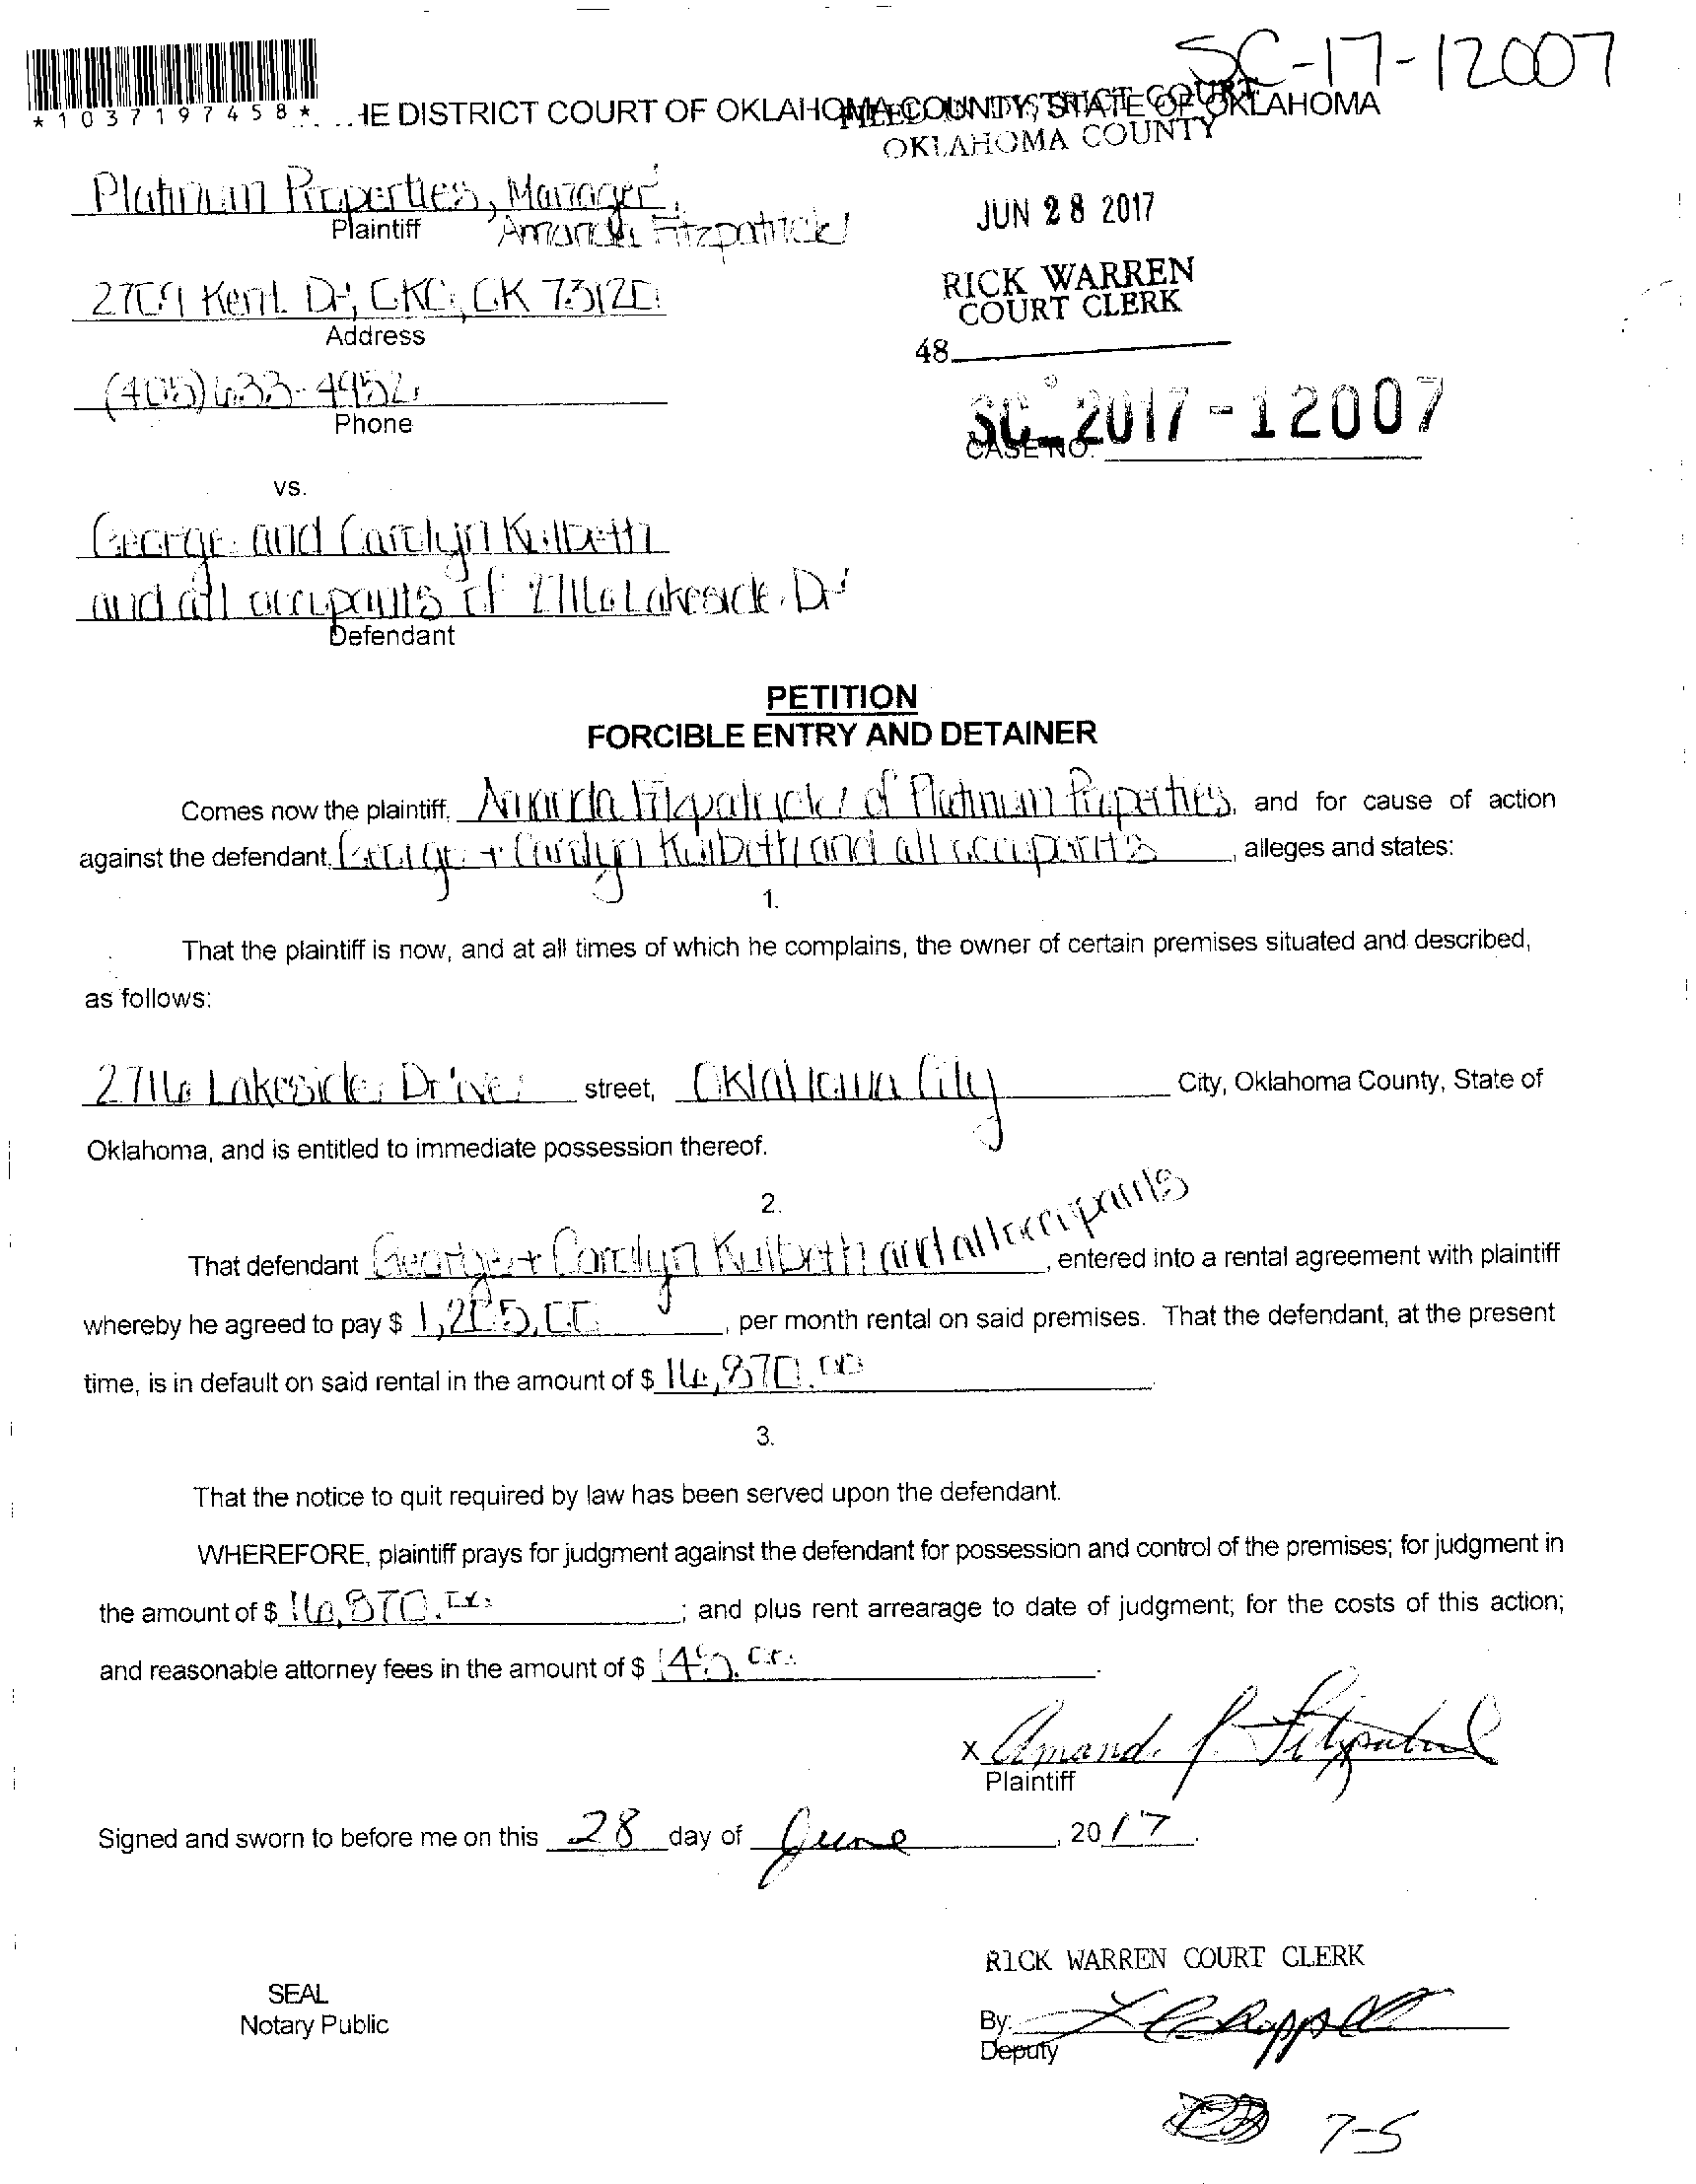 SC-17-12007
*1037197458* HE DISTRICT COURT OF OKLAHOMA COUNTY, STATE OF OKLAHOMA
FILED IN DISTRICT COURT
OKLAHOMA COUNTY
Platinum Properties, Manager,
Plaintiff Amanda Fitzpatrick
JUN 28 2017
2709 Kent Dr, OKC, OK 73120
Address
RICK WARREN
COURT CLERK
48
(405) 633-4952
Phone
SC-2017-12007
CASE NO.
vs.
George and Carolyn Kulbeth
and all occupants of 2716 Lakeside Dr
Defendant
PETITION
FORCIBLE ENTRY AND DETAINER
Comes now the plaintiff, Amanda Fitzpatrick of Platinum Properties, and for cause of action
against the defendant, George + Carolyn Kulbeth and all occupants, alleges and states:
1.
That the plaintiff is now, and at all times of which he complains, the owner of certain premises situated and described,
as follows:
2716 Lakeside Drive street, Oklahoma City City, Oklahoma County, State of
Oklahoma, and is entitled to immediate possession thereof.
2.
That defendant George + Carolyn Kulbeth and all occupants, entered into a rental agreement with plaintiff
whereby he agreed to pay $ 1,205.00, per month rental on said premises. That the defendant, at the present
time, is in default on said rental in the amount of $ 16,870.00.
3.
That the notice to quit required by law has been served upon the defendant.
WHEREFORE, plaintiff prays for judgment against the defendant for possession and control of the premises; for judgment in
the amount of $ 16,870.00; and plus rent arrearage to date of judgment; for the costs of this action;
and reasonable attorney fees in the amount of $ 145.00.
x Amanda Fitzpatrick
Plaintiff
Signed and sworn to before me on this 28 day of June, 2017.
RICK WARREN COURT CLERK
SEAL
Notary Public
By:
Deputy
7-5